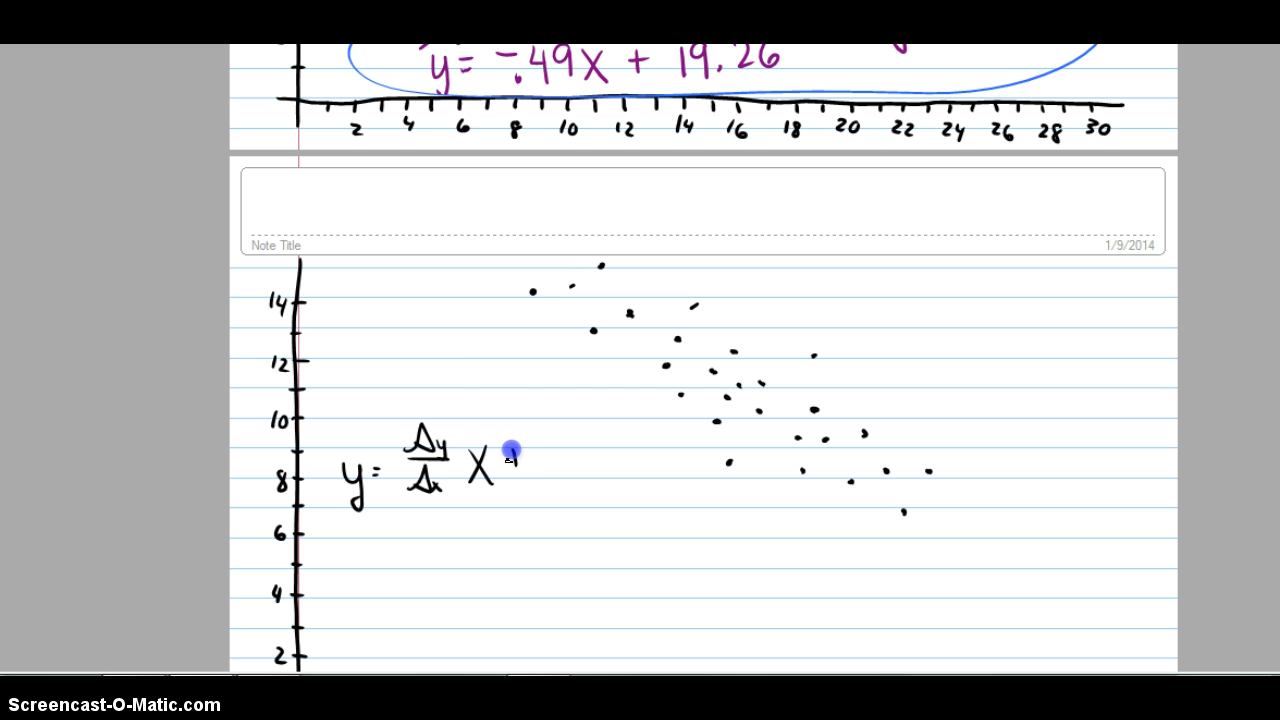 y = -.49x + 19.26
2 4 6 8 10 12 14 16 18 20 22 24 26 28 30
Note Title 1/9/2014
14
12
10
y = Δy/Δx x +
8
6
4
2
Screencast-O-Matic.com